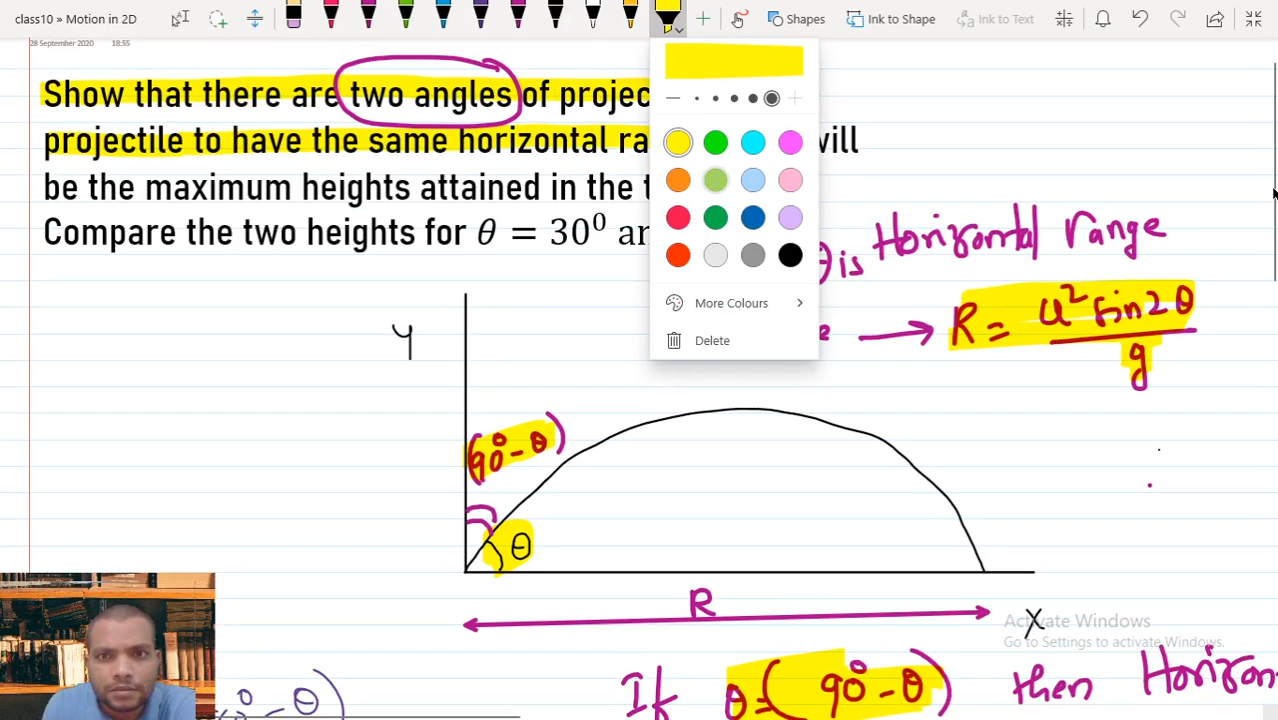 class10 » Motion in 2D
Shapes
Ink to Shape
Ink to Text
28 September 2020 18:55
Show that there are two angles of projec
projectile to have the same horizontal ra
will
be the maximum heights attained in the t
Compare the two heights for θ = 30⁰ an
More Colours
Delete
is Horizontal range
R = u² sin2θ
g
y
(90° - θ)
θ
R
X
Activate Windows
Go to Settings to activate Windows.
If θ = (90° - θ) then Horizon
- θ)